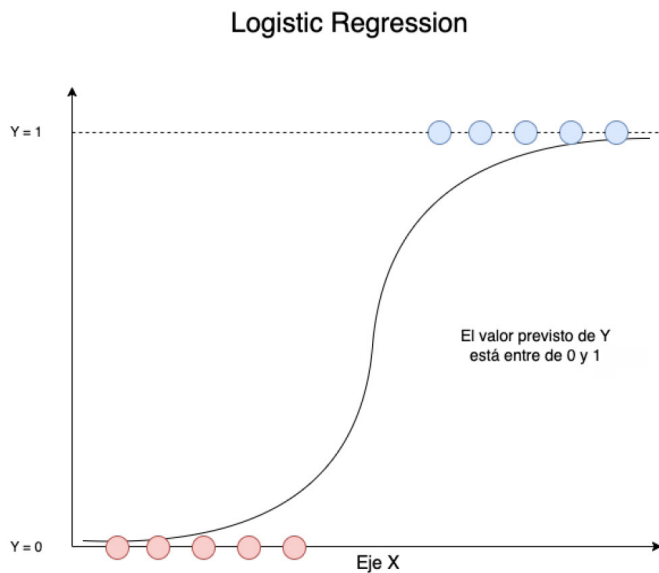 Logistic Regression
Y = 1
El valor previsto de Y
está entre de 0 y 1
Y = 0
Eje X